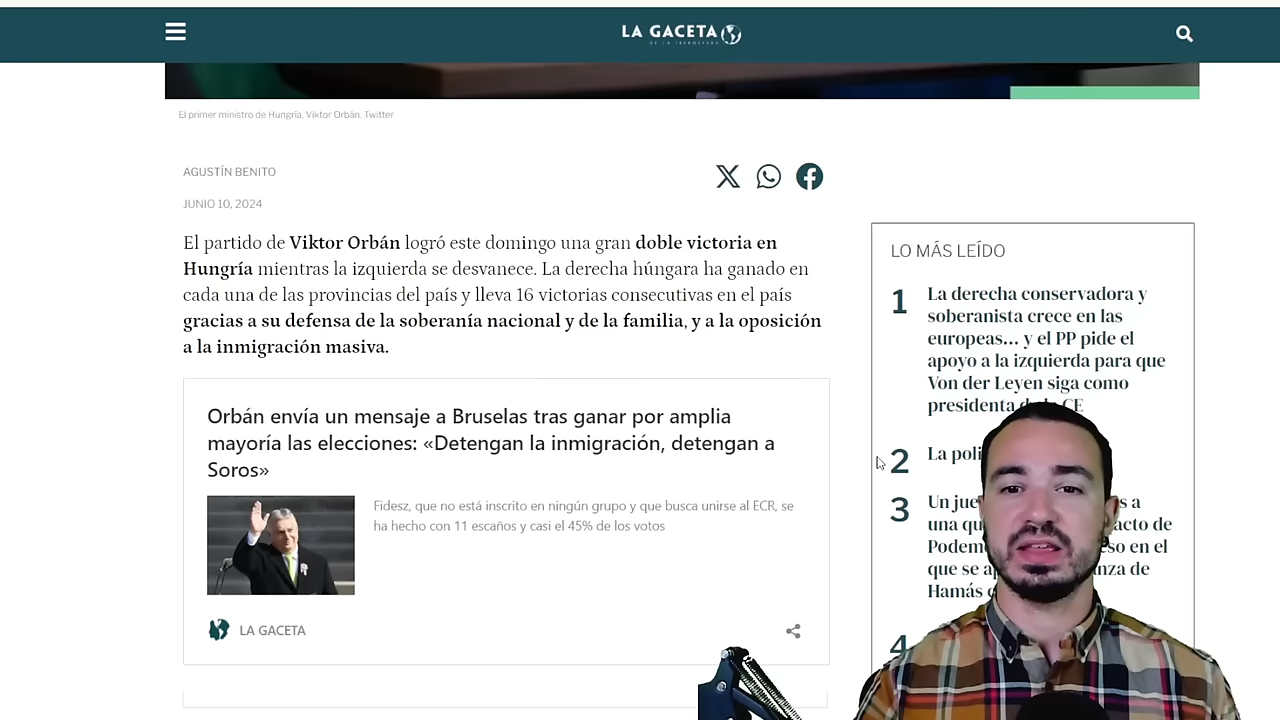 LA GACETA
DE LA IBEROSFERA
El primer ministro de Hungría, Viktor Orbán. Twitter
AGUSTÍN BENITO
JUNIO 10, 2024
El partido de Viktor Orbán logró este domingo una gran doble victoria en
Hungría mientras la izquierda se desvanece. La derecha húngara ha ganado en
cada una de las provincias del país y lleva 16 victorias consecutivas en el país
gracias a su defensa de la soberanía nacional y de la familia, y a la oposición
a la inmigración masiva.
Orbán envía un mensaje a Bruselas tras ganar por amplia
mayoría las elecciones: «Detengan la inmigración, detengan a
Soros»
Fidesz, que no está inscrito en ningún grupo y que busca unirse al ECR, se
ha hecho con 11 escaños y casi el 45% de los votos
LA GACETA
LO MÁS LEÍDO
1
La derecha conservadora y
soberanista crece en las
europeas... y el PP pide el
apoyo a la izquierda para que
Von der Leyen siga como
presidenta CE
2
La
3
Un a
una de
en el
que se de
Hamás
4